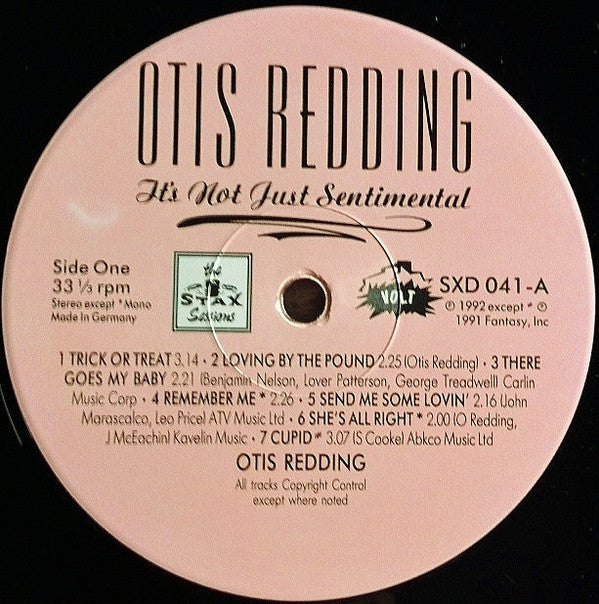 OTIS REDDING
It's Not Just Sentimental
Side One
33 ⅓ rpm
Stereo except *Mono
Made in Germany
the
STAX
Sessions
VOLT
SXD 041-A
℗ 1992 except * ℗
1991 Fantasy, Inc
1 TRICK OR TREAT 3.14 · 2 LOVING BY THE POUND 2.25 (Otis Redding) · 3 THERE
GOES MY BABY 2.21 (Benjamin Nelson, Lover Patterson, George Treadwell) Carlin
Music Corp · 4 REMEMBER ME * 2.26 · 5 SEND ME SOME LOVIN' 2.16 (John
Marascalco, Leo Price) ATV Music Ltd · 6 SHE'S ALL RIGHT * 2.00 (O Redding,
J McEachin) Kavelin Music · 7 CUPID * 3.07 (S Cooke) Abkco Music Ltd
OTIS REDDING
All tracks Copyright Control
except where noted